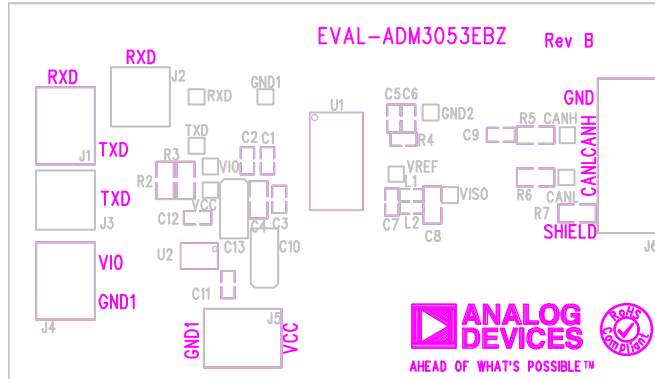 EVAL-ADM3053EBZ Rev B
RXD
J2
RXD
RXD
GND1
U1
C5 C6
GND2
C9
R5
CANH
GND
TXD
J1
TXD
C2 C1
R4
CANLCANH
R2
R3
VIO
VREF
L1
R6
CANL
TXD
J3
VCC
C12
C4
C3
C7
L2
C8
VISO
R7
SHIELD
VIO
U2
C13
C10
J6
GND1
J4
C11
GND1
J5
VCC
ANALOG
DEVICES
AHEAD OF WHAT'S POSSIBLE™
RoHS
Compliant